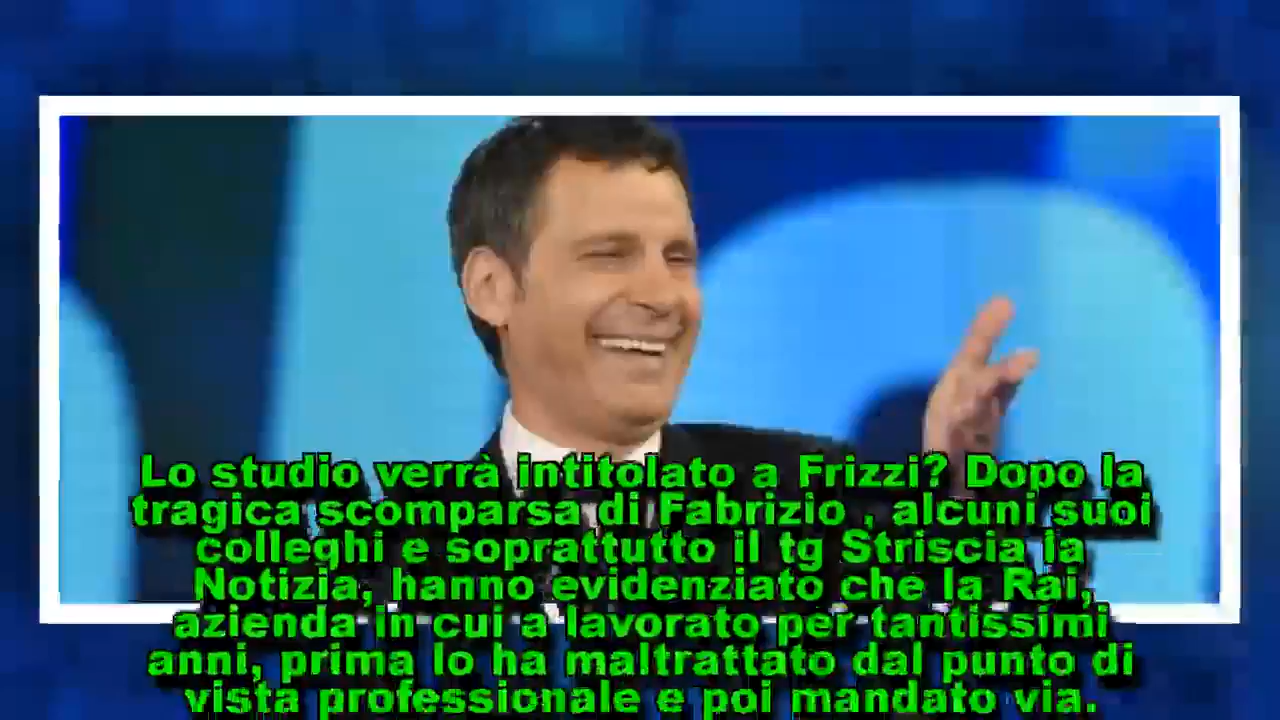 Lo studio verrà intitolato a Frizzi? Dopo la
tragica scomparsa di Fabrizio , alcuni suoi
colleghi e soprattutto il tg Striscia la
Notizia, hanno evidenziato che la Rai,
azienda in cui a lavorato per tantissimi
anni, prima lo ha maltrattato dal punto di
vista professionale e poi mandato via.